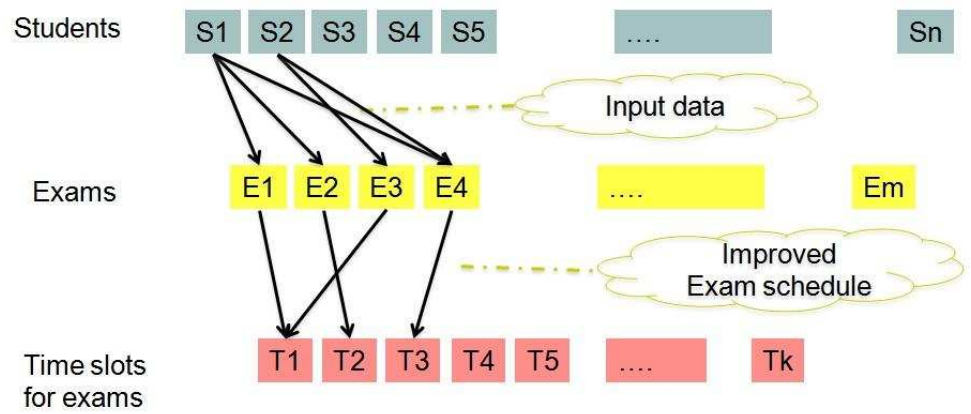 Students S1 S2 S3 S4 S5 .... Sn
Input data
Exams E1 E2 E3 E4 .... Em
Improved
Exam schedule
Time slots T1 T2 T3 T4 T5 .... Tk
for exams